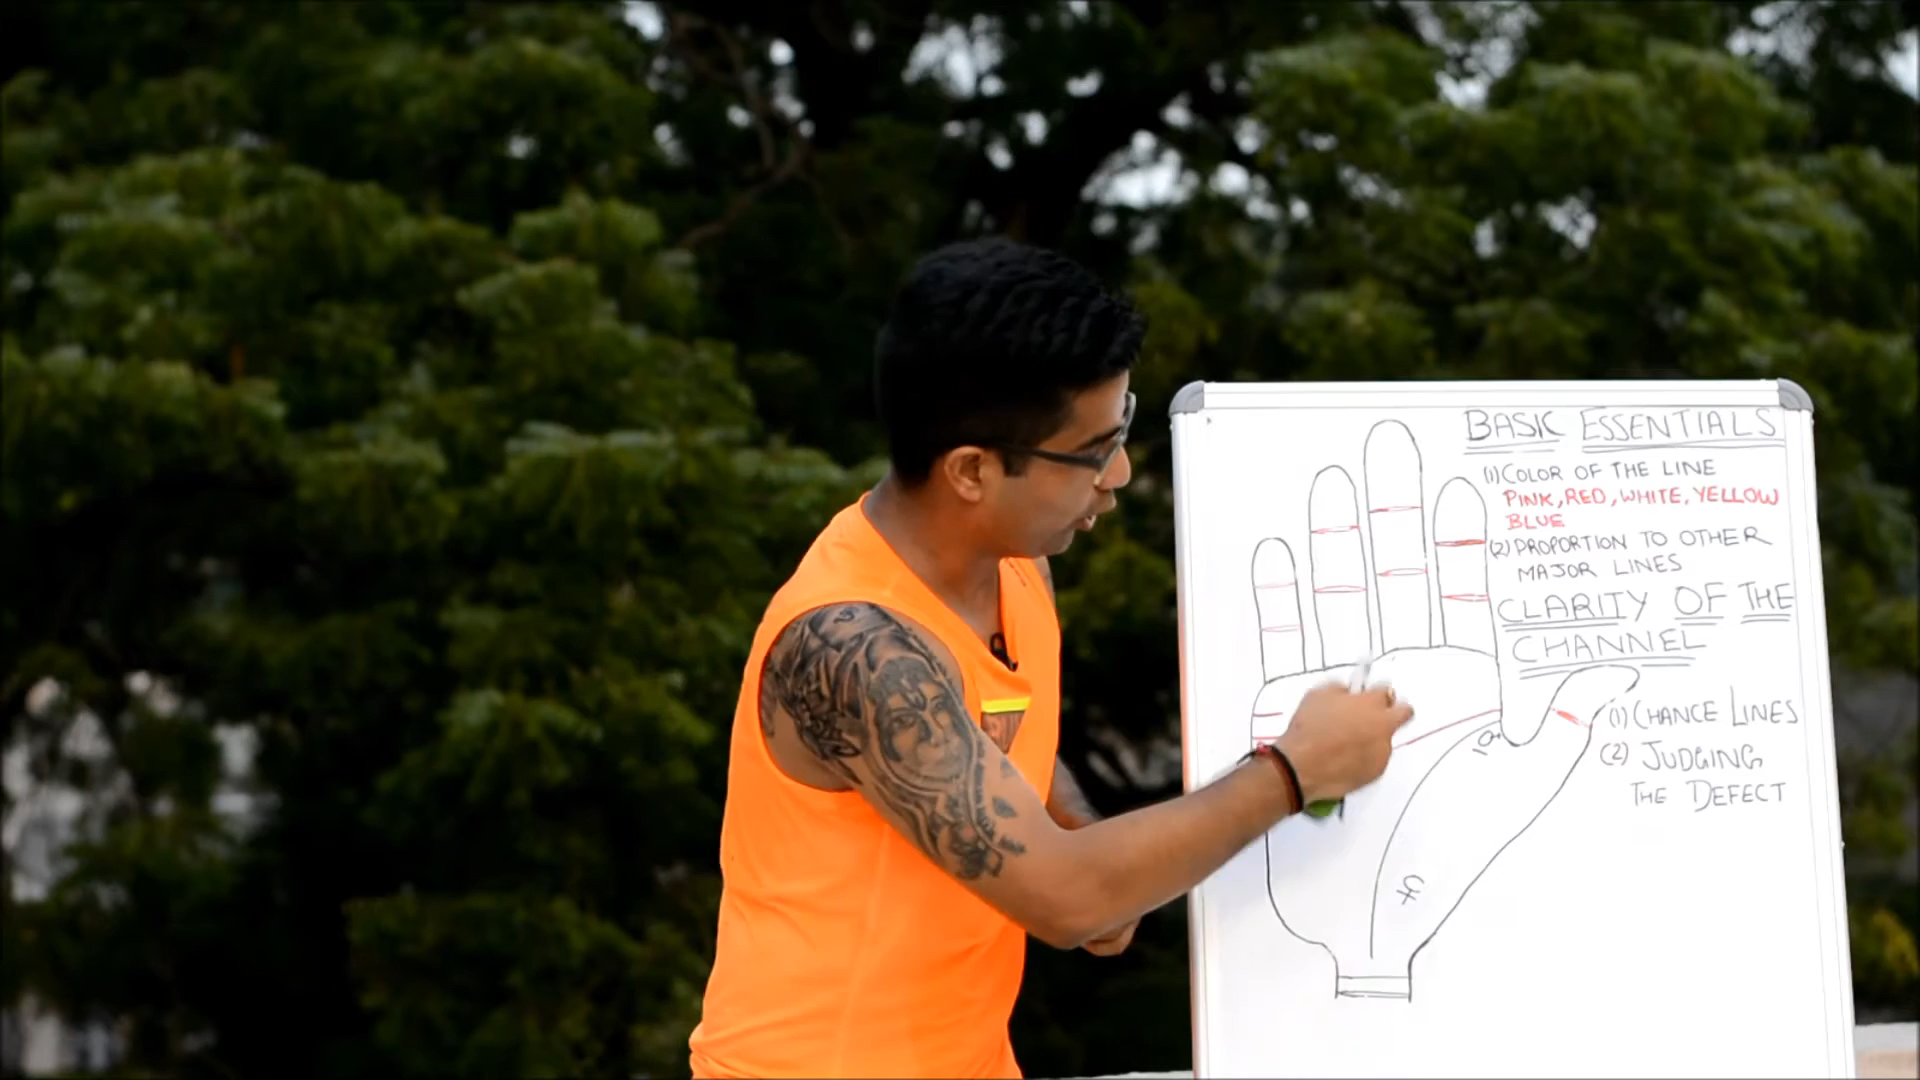 BASIC ESSENTIALS
(1) COLOR OF THE LINE
PINK, RED, WHITE, YELLOW
BLUE
(2) PROPORTION TO OTHER
MAJOR LINES
CLARITY OF THE
CHANNEL
(1) CHANCE LINES
(2) JUDGING
THE DEFECT